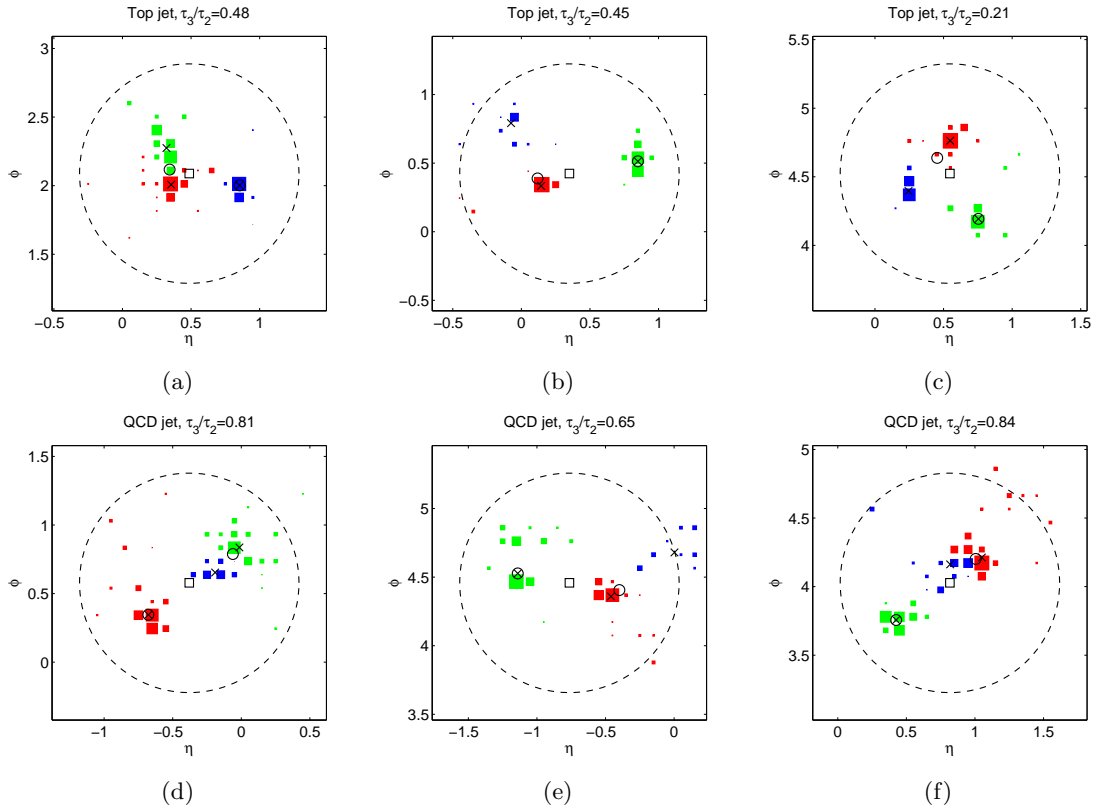 Top jet, τ3/τ2=0.48
Top jet, τ3/τ2=0.45
Top jet, τ3/τ2=0.21
3
2.5
2
1.5
ϕ
−0.5 0 0.5 1
η
1
0.5
0
−0.5
ϕ
−0.5 0 0.5 1
η
5.5
5
4.5
4
ϕ
0 0.5 1 1.5
η
(a)
(b)
(c)
QCD jet, τ3/τ2=0.81
QCD jet, τ3/τ2=0.65
QCD jet, τ3/τ2=0.84
1.5
1
0.5
0
ϕ
−1 −0.5 0 0.5
η
5
4.5
4
3.5
ϕ
−1.5 −1 −0.5 0
η
5
4.5
4
3.5
ϕ
0 0.5 1 1.5
η
(d)
(e)
(f)